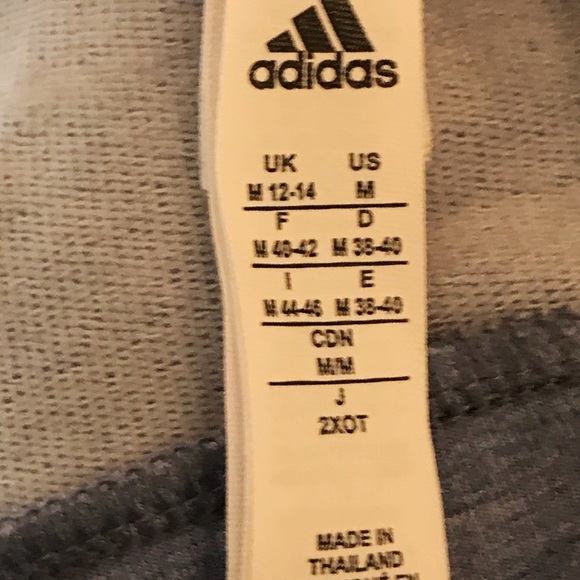 adidas
UK US
M 12-14 M
F D
M 40-42 M 38-40
I E
M 44-46 M 38-40
CDN
M/M
J
2XOT
MADE IN
THAILAND